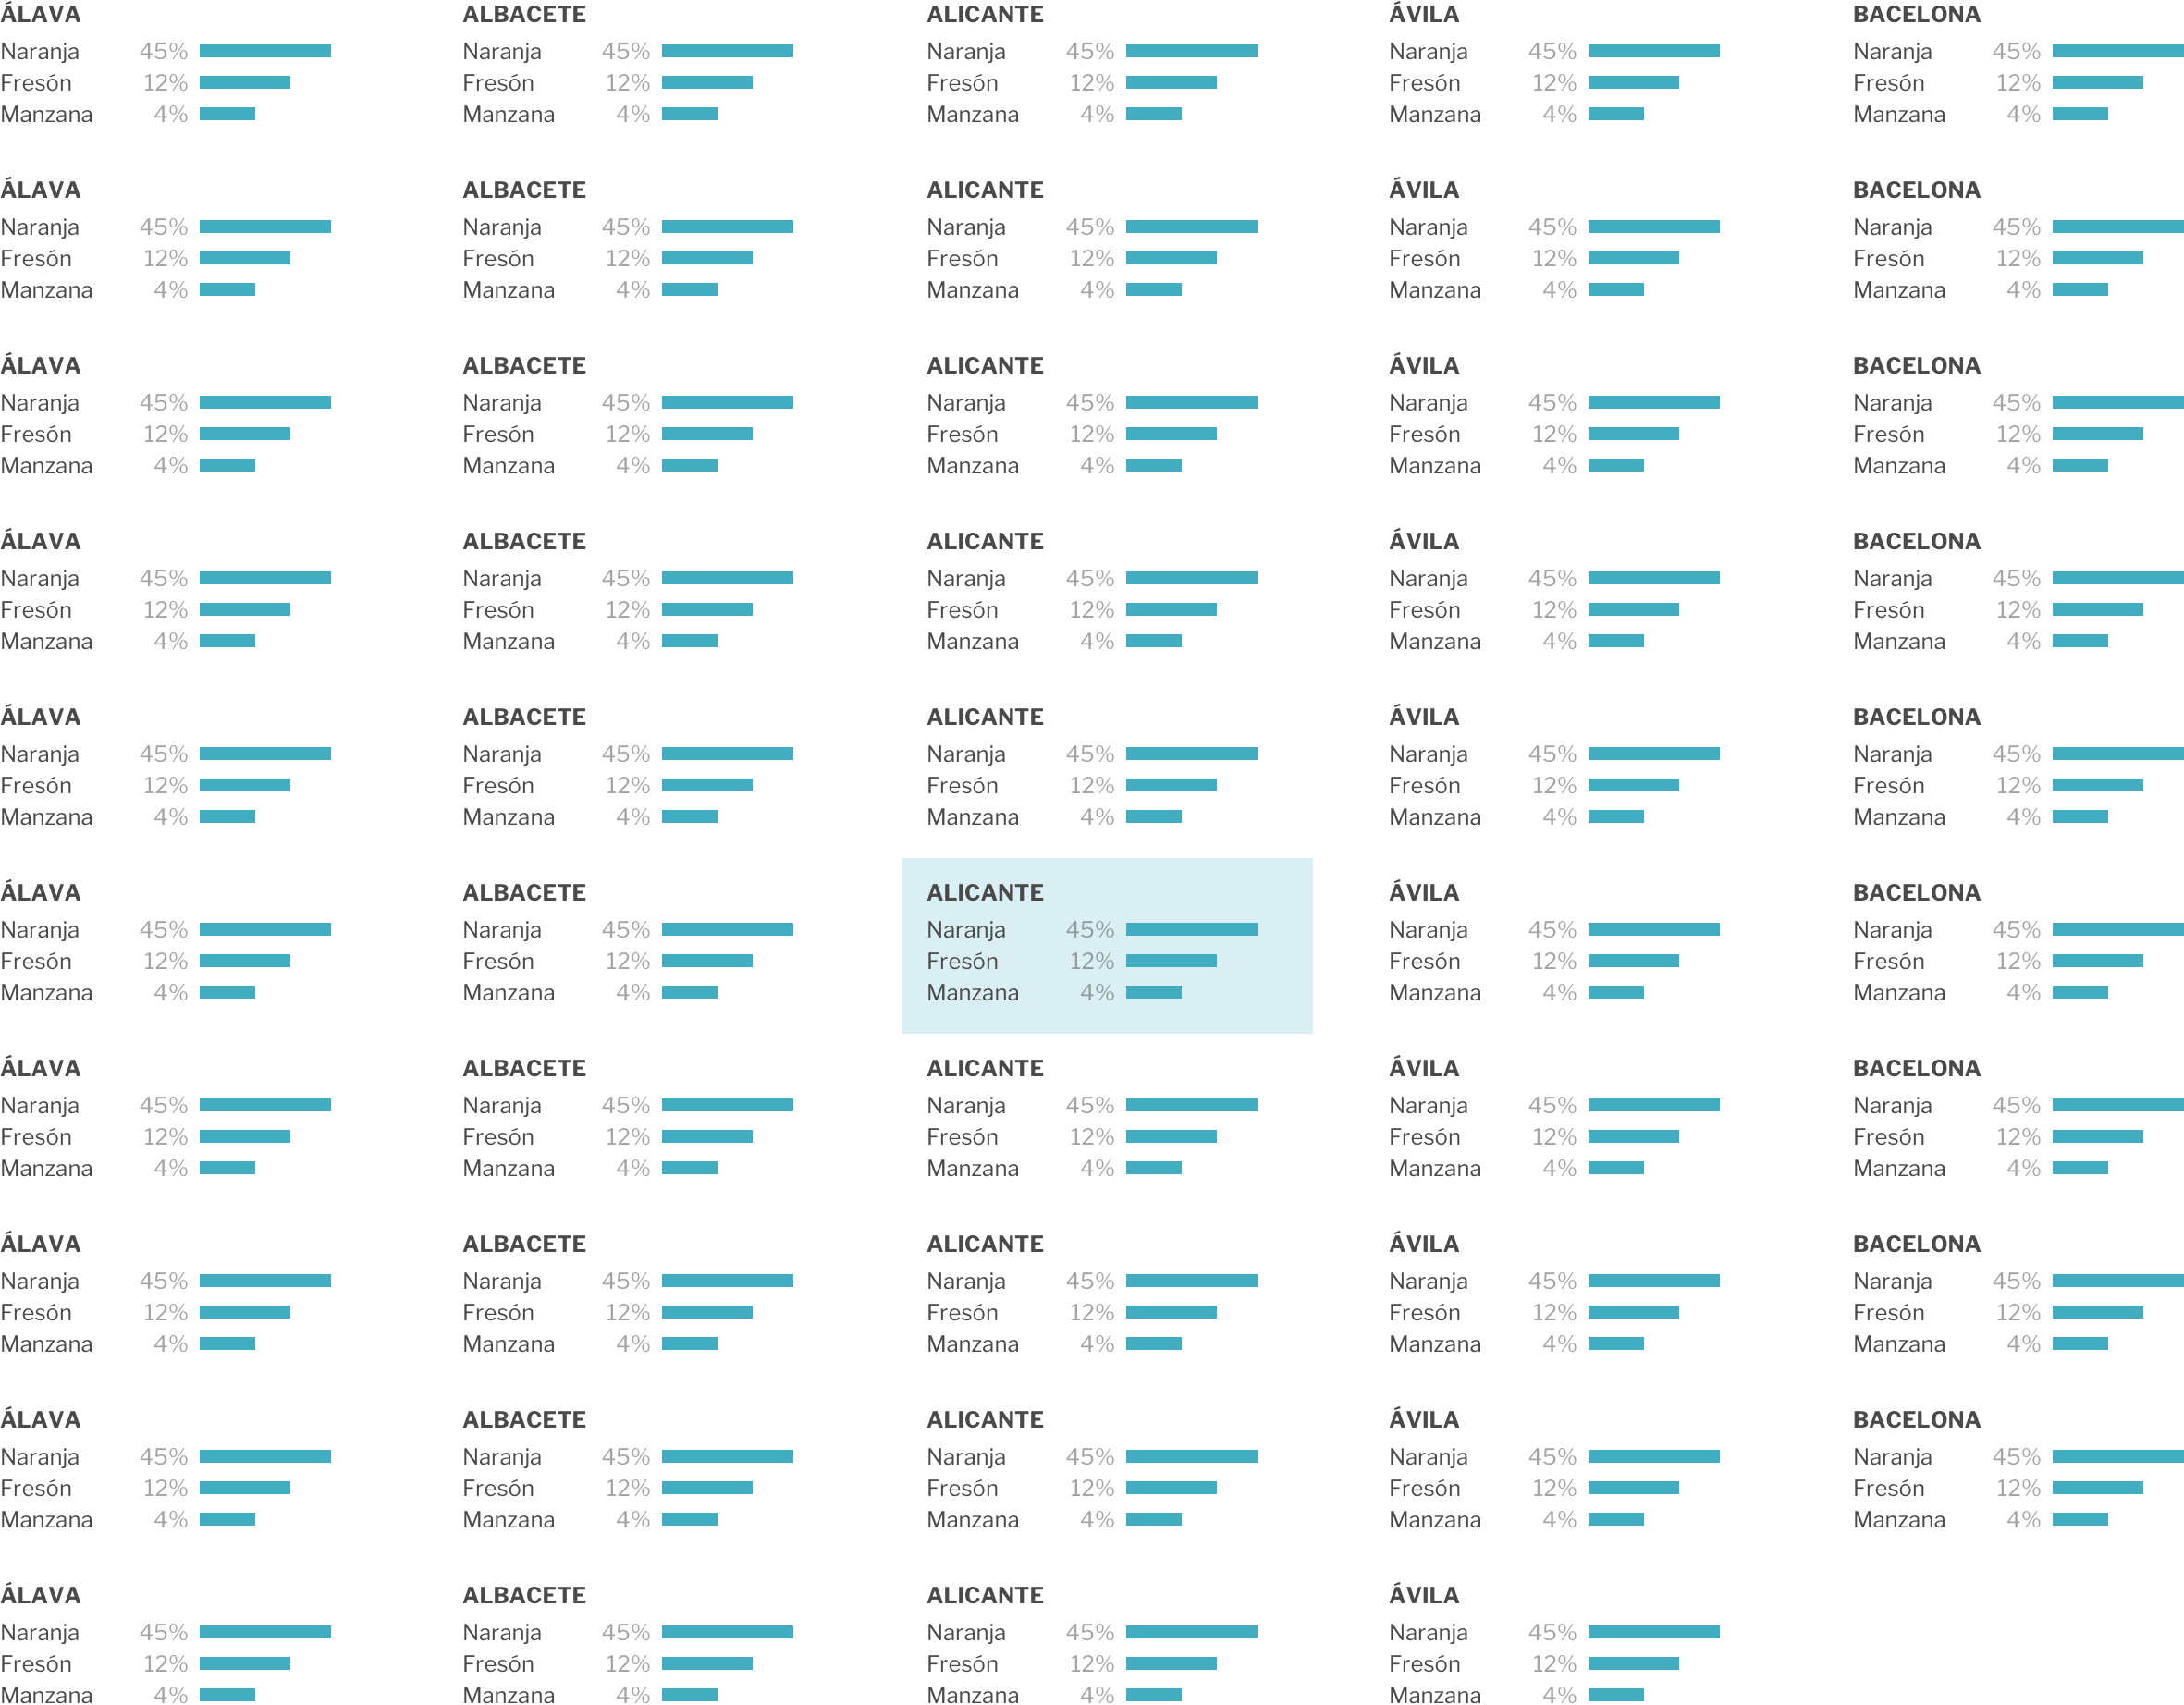 ÁLAVA ALBACETE ALICANTE ÁVILA BACELONA
Naranja 45% Naranja 45% Naranja 45% Naranja 45% Naranja 45%
Fresón 12% Fresón 12% Fresón 12% Fresón 12% Fresón 12%
Manzana 4% Manzana 4% Manzana 4% Manzana 4% Manzana 4%
ÁLAVA ALBACETE ALICANTE ÁVILA BACELONA
Naranja 45% Naranja 45% Naranja 45% Naranja 45% Naranja 45%
Fresón 12% Fresón 12% Fresón 12% Fresón 12% Fresón 12%
Manzana 4% Manzana 4% Manzana 4% Manzana 4% Manzana 4%
ÁLAVA ALBACETE ALICANTE ÁVILA BACELONA
Naranja 45% Naranja 45% Naranja 45% Naranja 45% Naranja 45%
Fresón 12% Fresón 12% Fresón 12% Fresón 12% Fresón 12%
Manzana 4% Manzana 4% Manzana 4% Manzana 4% Manzana 4%
ÁLAVA ALBACETE ALICANTE ÁVILA BACELONA
Naranja 45% Naranja 45% Naranja 45% Naranja 45% Naranja 45%
Fresón 12% Fresón 12% Fresón 12% Fresón 12% Fresón 12%
Manzana 4% Manzana 4% Manzana 4% Manzana 4% Manzana 4%
ÁLAVA ALBACETE ALICANTE ÁVILA BACELONA
Naranja 45% Naranja 45% Naranja 45% Naranja 45% Naranja 45%
Fresón 12% Fresón 12% Fresón 12% Fresón 12% Fresón 12%
Manzana 4% Manzana 4% Manzana 4% Manzana 4% Manzana 4%
ÁLAVA ALBACETE ALICANTE ÁVILA BACELONA
Naranja 45% Naranja 45% Naranja 45% Naranja 45% Naranja 45%
Fresón 12% Fresón 12% Fresón 12% Fresón 12% Fresón 12%
Manzana 4% Manzana 4% Manzana 4% Manzana 4% Manzana 4%
ÁLAVA ALBACETE ALICANTE ÁVILA BACELONA
Naranja 45% Naranja 45% Naranja 45% Naranja 45% Naranja 45%
Fresón 12% Fresón 12% Fresón 12% Fresón 12% Fresón 12%
Manzana 4% Manzana 4% Manzana 4% Manzana 4% Manzana 4%
ÁLAVA ALBACETE ALICANTE ÁVILA BACELONA
Naranja 45% Naranja 45% Naranja 45% Naranja 45% Naranja 45%
Fresón 12% Fresón 12% Fresón 12% Fresón 12% Fresón 12%
Manzana 4% Manzana 4% Manzana 4% Manzana 4% Manzana 4%
ÁLAVA ALBACETE ALICANTE ÁVILA BACELONA
Naranja 45% Naranja 45% Naranja 45% Naranja 45% Naranja 45%
Fresón 12% Fresón 12% Fresón 12% Fresón 12% Fresón 12%
Manzana 4% Manzana 4% Manzana 4% Manzana 4% Manzana 4%
ÁLAVA ALBACETE ALICANTE ÁVILA
Naranja 45% Naranja 45% Naranja 45% Naranja 45%
Fresón 12% Fresón 12% Fresón 12% Fresón 12%
Manzana 4% Manzana 4% Manzana 4% Manzana 4%